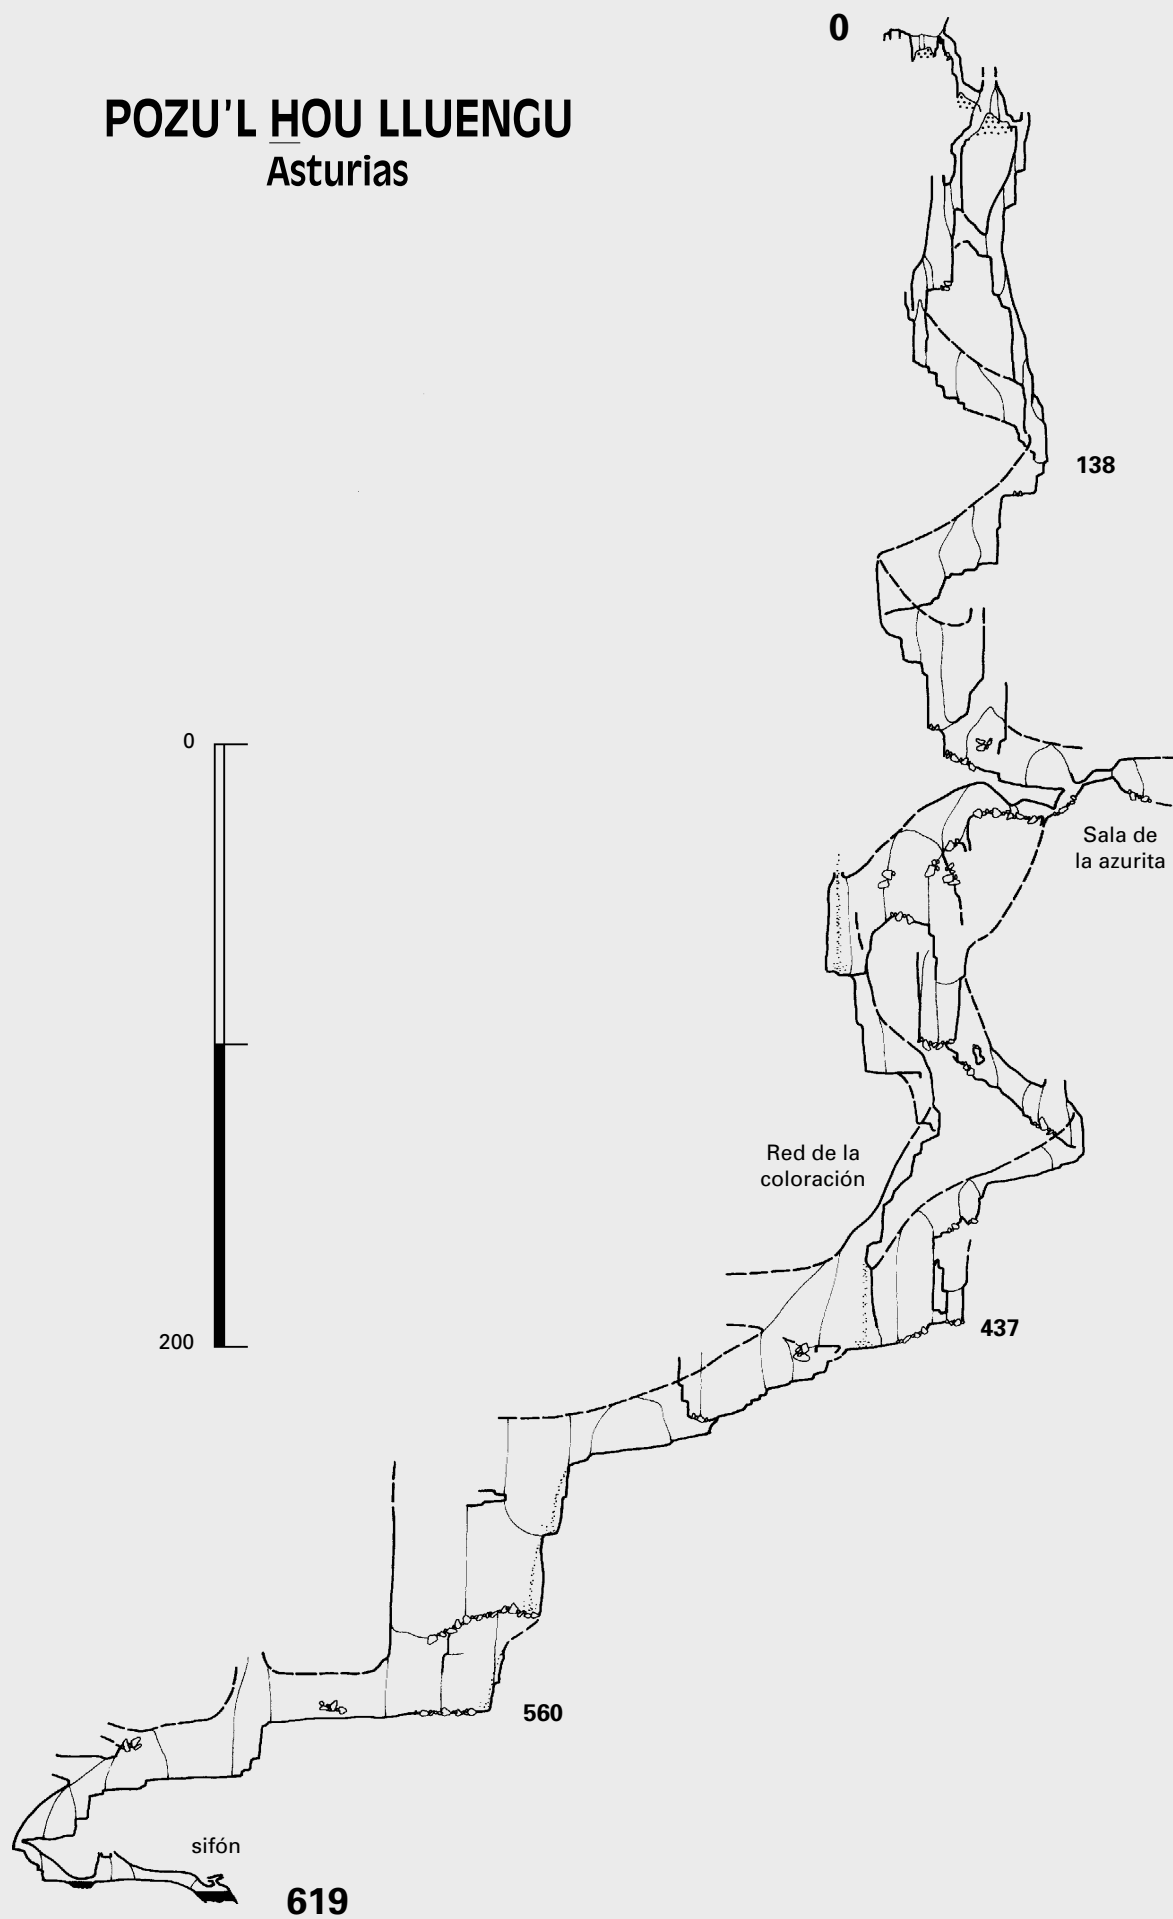 0
POZU'L HOU LLUENGU
Asturias
138
0
Sala de
la azurita
Red de la
coloración
437
200
560
sifón
619